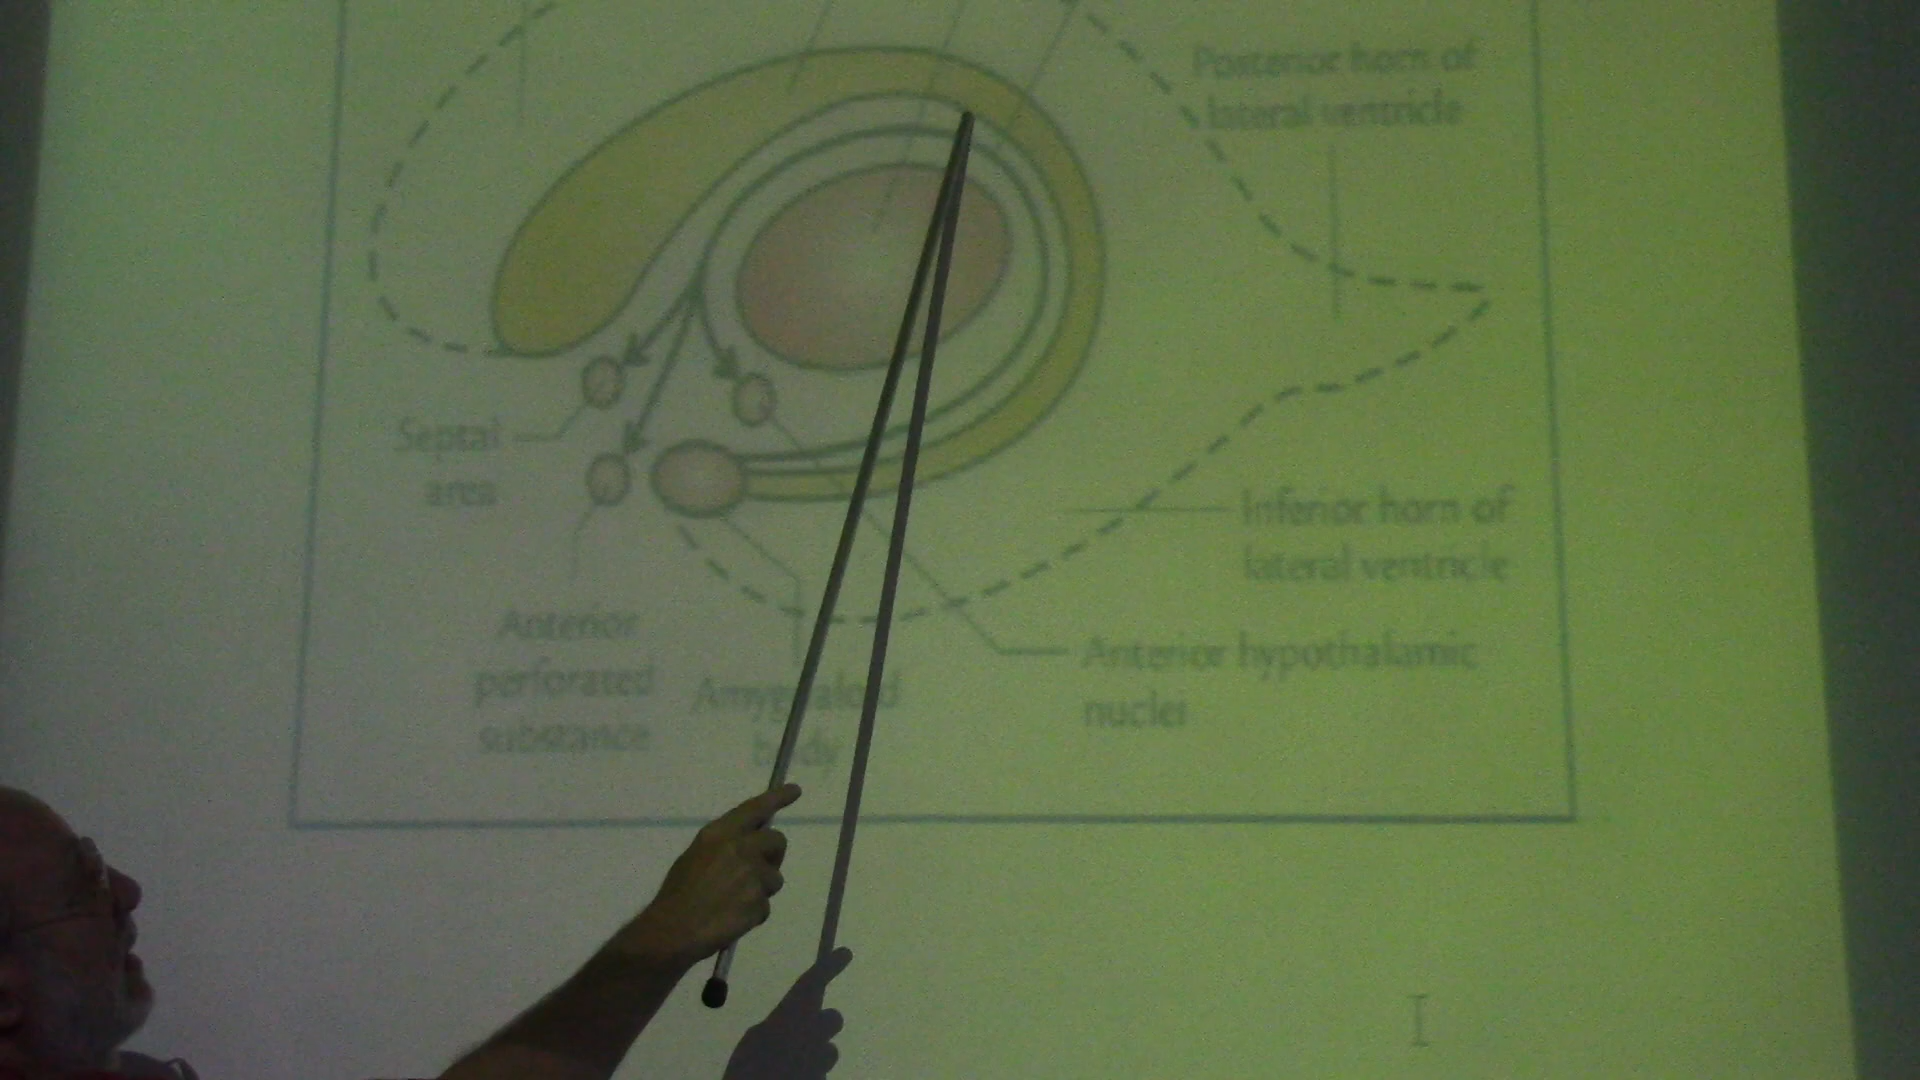 Posterior horn of
lateral ventricle
Septal
area
Inferior horn of
lateral ventricle
Anterior
perforated
substance
Amygdaloid
body
Anterior hypothalamic
nuclei